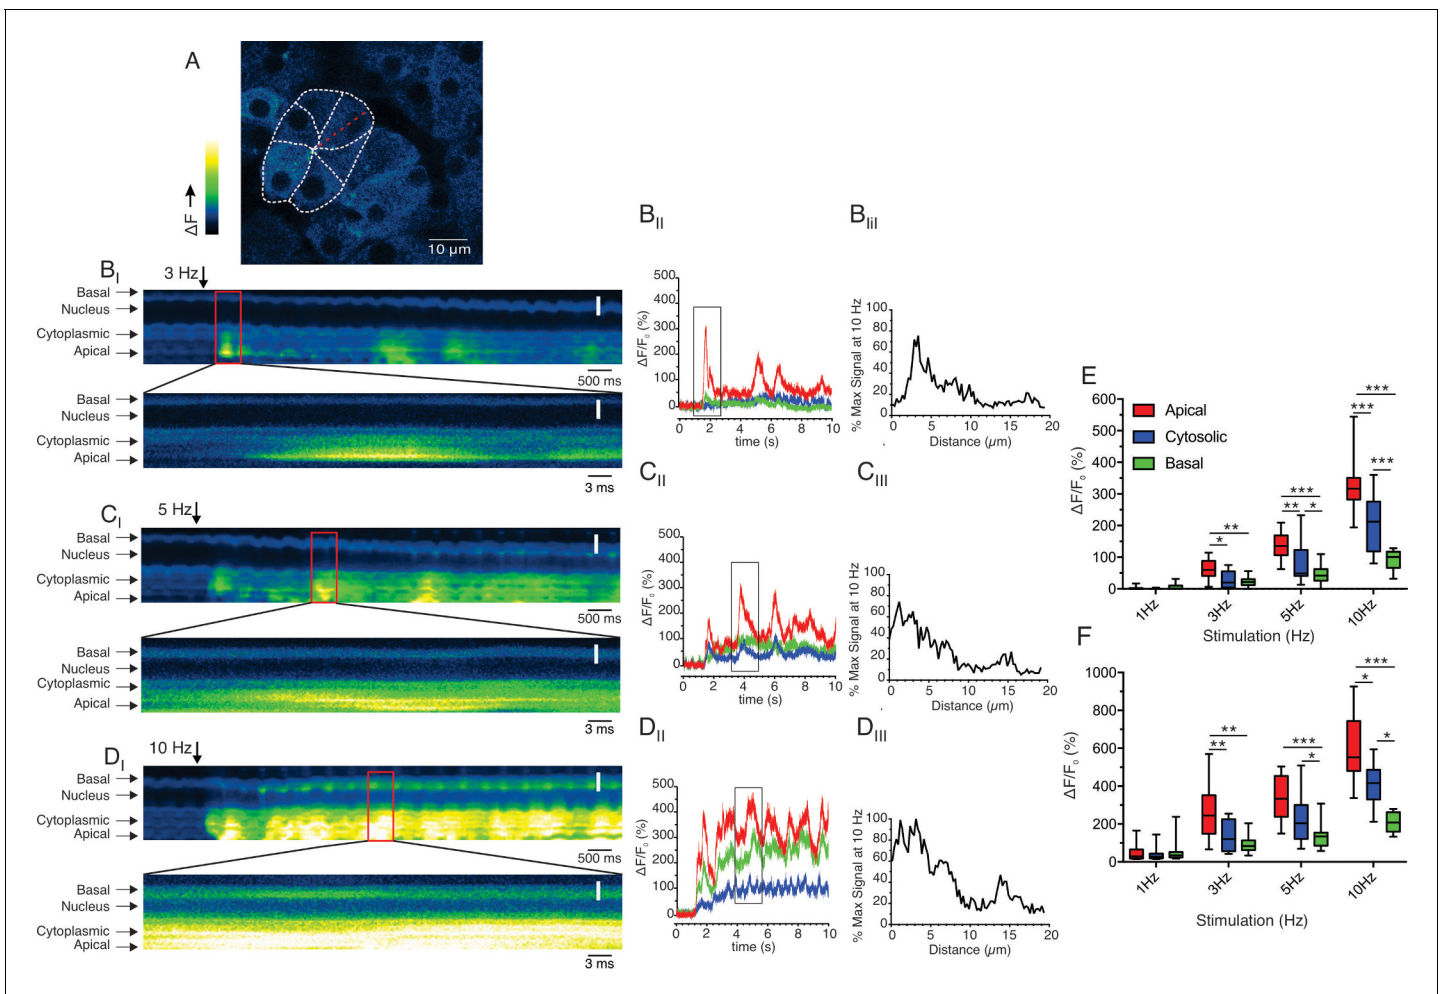 A
ΔF
10 µm
B_I
3 Hz
Basal
Nucleus
Cytoplasmic
Apical
500 ms
Basal
Nucleus
Cytoplasmic
Apical
3 ms
B_II
500
400
300
200
100
0
ΔF/F₀ (%)
0 2 4 6 8 10
time (s)
B_IiI
100
80
60
40
20
0
% Max Signal at 10 Hz
0 5 10 15 20
Distance (µm)
C_I
5 Hz
Basal
Nucleus
Cytoplasmic
Apical
500 ms
Basal
Nucleus
Cytoplasmic
Apical
3 ms
C_II
500
400
300
200
100
0
ΔF/F₀ (%)
0 2 4 6 8 10
time (s)
C_III
100
80
60
40
20
0
% Max Signal at 10 Hz
0 5 10 15 20
Distance (µm)
D_I
10 Hz
Basal
Nucleus
Cytoplasmic
Apical
500 ms
Basal
Nucleus
Cytoplasmic
Apical
3 ms
D_II
500
400
300
200
100
0
ΔF/F₀ (%)
0 2 4 6 8 10
time (s)
D_III
100
80
60
40
20
0
% Max Signal at 10 Hz
0 5 10 15 20
Distance (µm)
E
600
500
400
300
200
100
0
ΔF/F₀ (%)
Apical
Cytosolic
Basal
**
*
***
** *
***
***
***
1Hz 3Hz 5Hz 10Hz
Stimulation (Hz)
F
1000
800
600
400
200
0
ΔF/F₀ (%)
**
**
***
*
***
*
*
1Hz 3Hz 5Hz 10Hz
Stimulation (Hz)